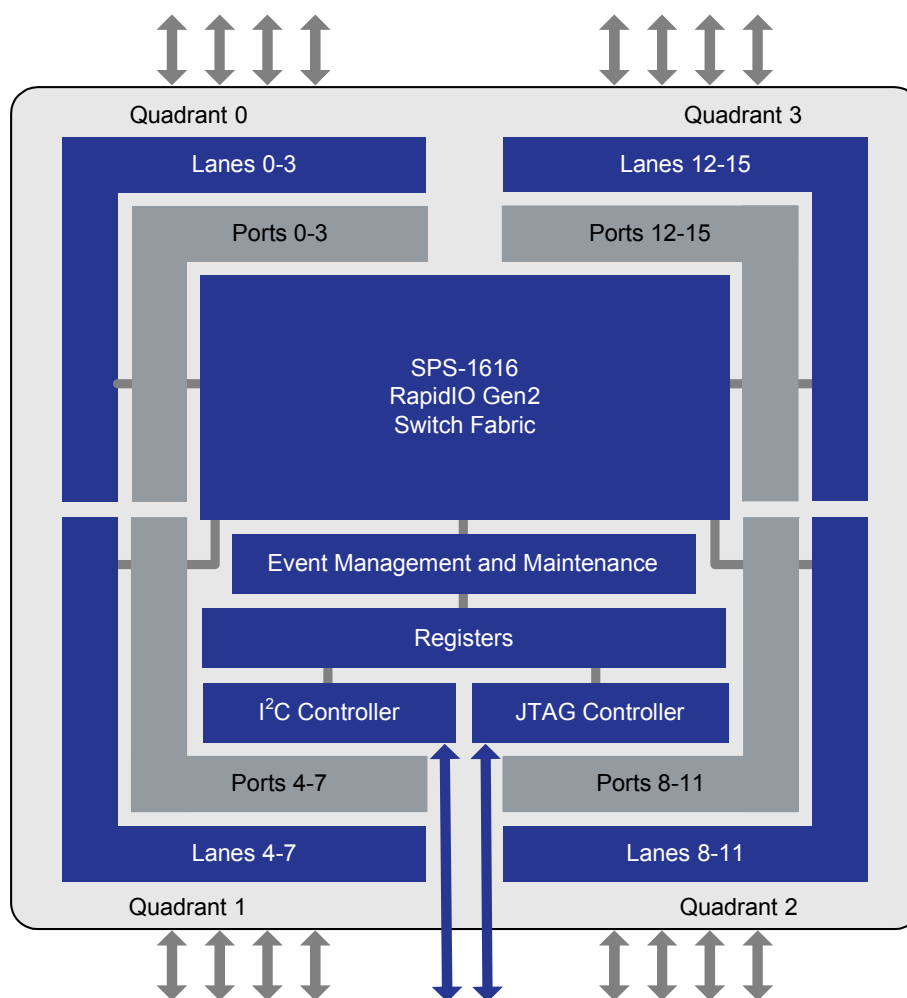 Quadrant 0
Quadrant 3
Lanes 0-3
Lanes 12-15
Ports 0-3
Ports 12-15
SPS-1616
RapidIO Gen2
Switch Fabric
Event Management and Maintenance
Registers
I²C Controller
JTAG Controller
Ports 4-7
Ports 8-11
Lanes 4-7
Lanes 8-11
Quadrant 1
Quadrant 2